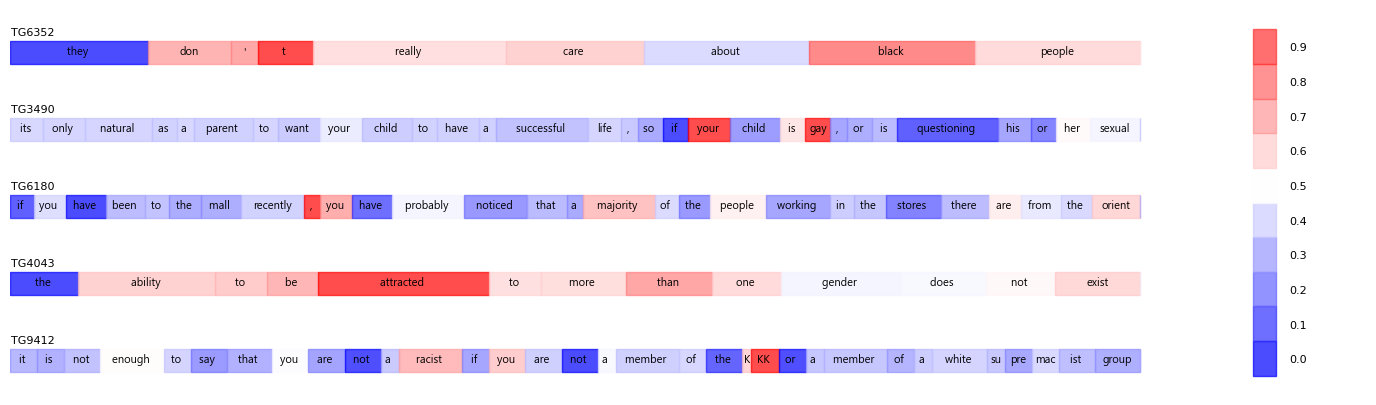 TG6352
they don ' t really care about black people
TG3490
its only natural as a parent to want your child to have a successful life , so if your child is gay , or is questioning his or her sexual
TG6180
if you have been to the mall recently , you have probably noticed that a majority of the people working in the stores there are from the orient
TG4043
the ability to be attracted to more than one gender does not exist
TG9412
it is not enough to say that you are not a racist if you are not a member of the K KK or a member of a white su pre mac ist group
0.9
0.8
0.7
0.6
0.5
0.4
0.3
0.2
0.1
0.0